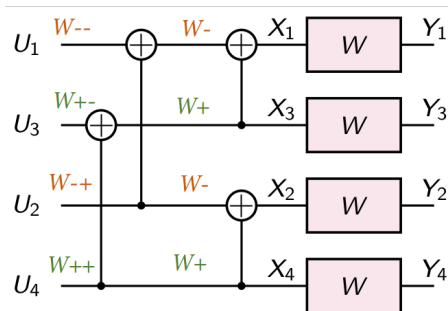 W-- W- X₁ Y₁
U₁ W
W+- W+ X₃ Y₃
U₃ W
W-+ W- X₂ Y₂
U₂ W
W++ W+ X₄ Y₄
U₄ W